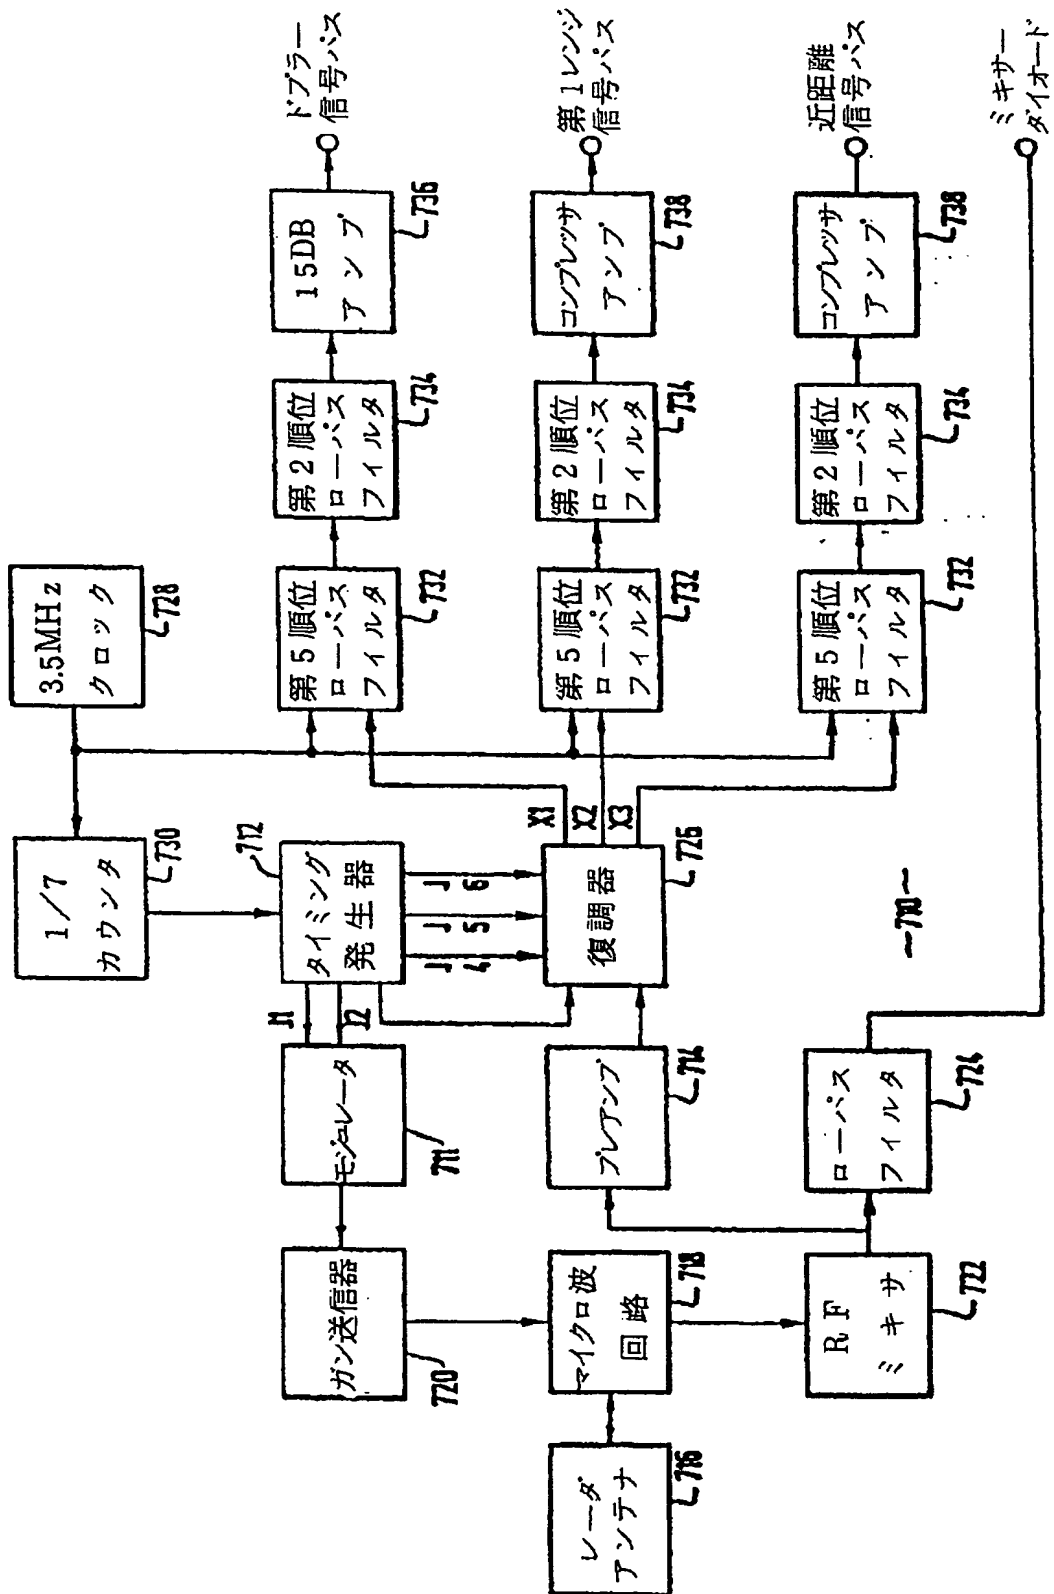 3.5MHz
クロック
728
1/7
カウンタ
730
タイミング
発生器
712
J1
J2
J4
J5
J6
モジュレータ
711
ガン送信器
720
レーダ
アンテナ
716
マイクロ波
回路
718
RF
ミキサ
722
プレアンプ
714
ローパス
フィルタ
724
復調器
726
X1
X2
X3
第5順位
ローパス
フィルタ
732
第2順位
ローパス
フィルタ
734
15DB
アンプ
736
ドプラー
信号パス
第5順位
ローパス
フィルタ
732
第2順位
ローパス
フィルタ
734
コンプレッサ
アンプ
738
第1レンジ
信号パス
第5順位
ローパス
フィルタ
732
第2順位
ローパス
フィルタ
734
コンプレッサ
アンプ
738
近距離
信号パス
ミキサー
ダイオード
710